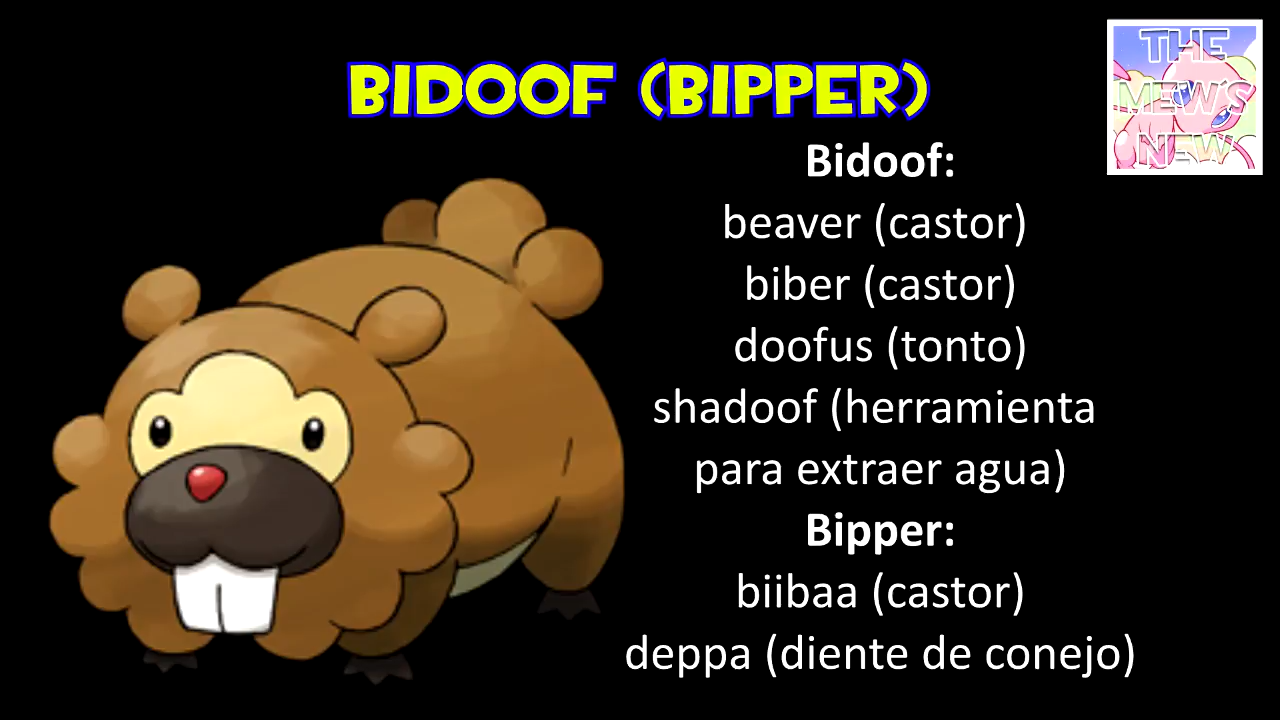 THE
MEW'S
NEW
BIDOOF (BIPPER)
Bidoof:
beaver (castor)
biber (castor)
doofus (tonto)
shadoof (herramienta
para extraer agua)
Bipper:
biibaa (castor)
deppa (diente de conejo)